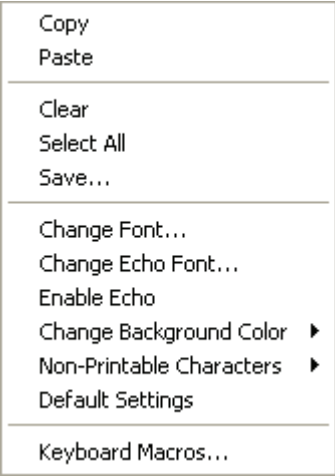 Copy
Paste
Clear
Select All
Save...
Change Font...
Change Echo Font...
Enable Echo
Change Background Color
Non-Printable Characters
Default Settings
Keyboard Macros...